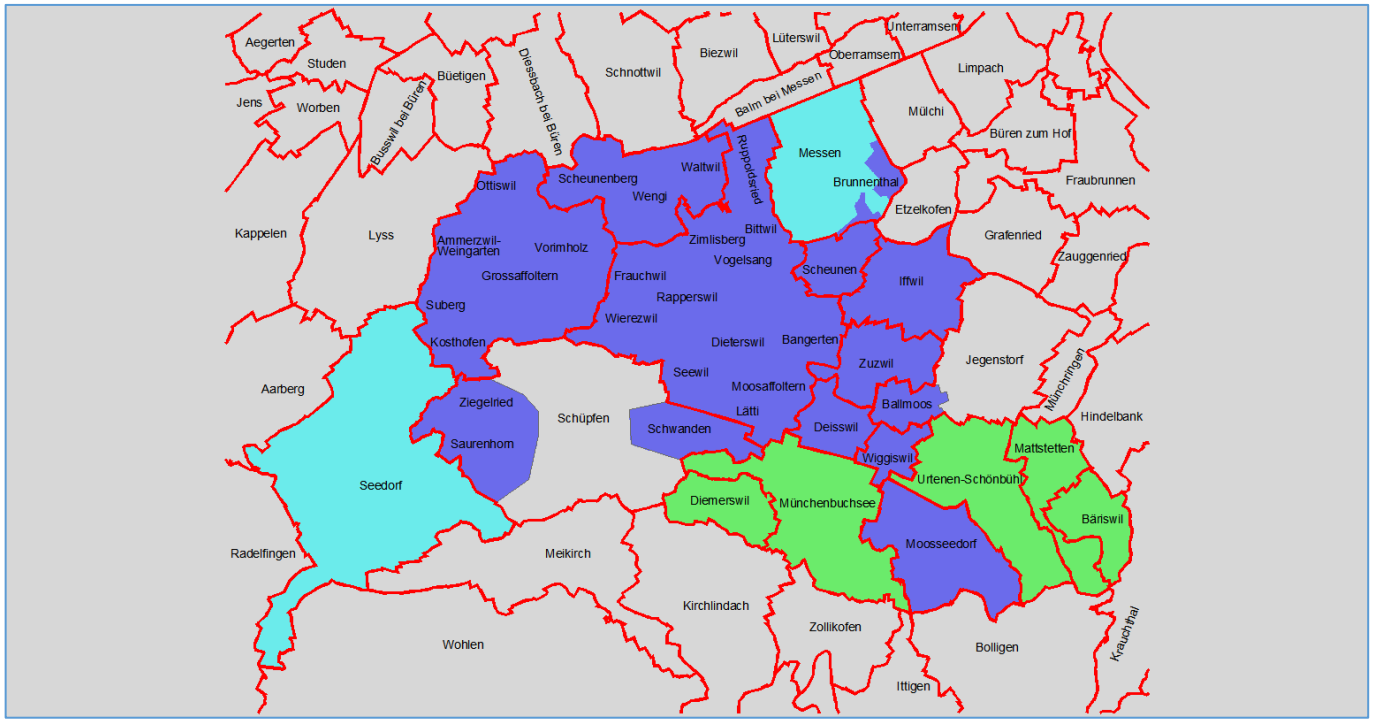 Aegerten
Studen
Büetigen
Diessbach bei Büren
Schnottwil
Biezwil
Lüterswil
Oberramsern
Unterramsern
Limpach
Jens
Worben
Busswil bei Büren
Balm bei Messen
Mülchi
Büren zum Hof
Fraubrunnen
Ottiswil
Scheunenberg
Waltwil
Wengi
Ruppoldsried
Messen
Brunnenthal
Etzelkofen
Kappelen
Lyss
Ammerzwil-
Weingarten
Vorimholz
Zimlisberg
Bittwil
Grafenried
Zauggenried
Grossaffoltern
Frauchwil
Vogelsang
Scheunen
Iffwil
Suberg
Rapperswil
Wierezwil
Kosthofen
Dieterswil
Bangerten
Zuzwil
Jegenstorf
Münchringen
Aarberg
Seewil
Moosaffoltern
Ziegelried
Schüpfen
Lätti
Ballmoos
Hindelbank
Saurenhorn
Schwanden
Deisswil
Wiggiswil
Mattstetten
Seedorf
Urtenen-Schönbühl
Diemerswil
Münchenbuchsee
Bäriswil
Radelfingen
Meikirch
Moosseedorf
Kirchlindach
Zollikofen
Krauchthal
Wohlen
Bolligen
Ittigen